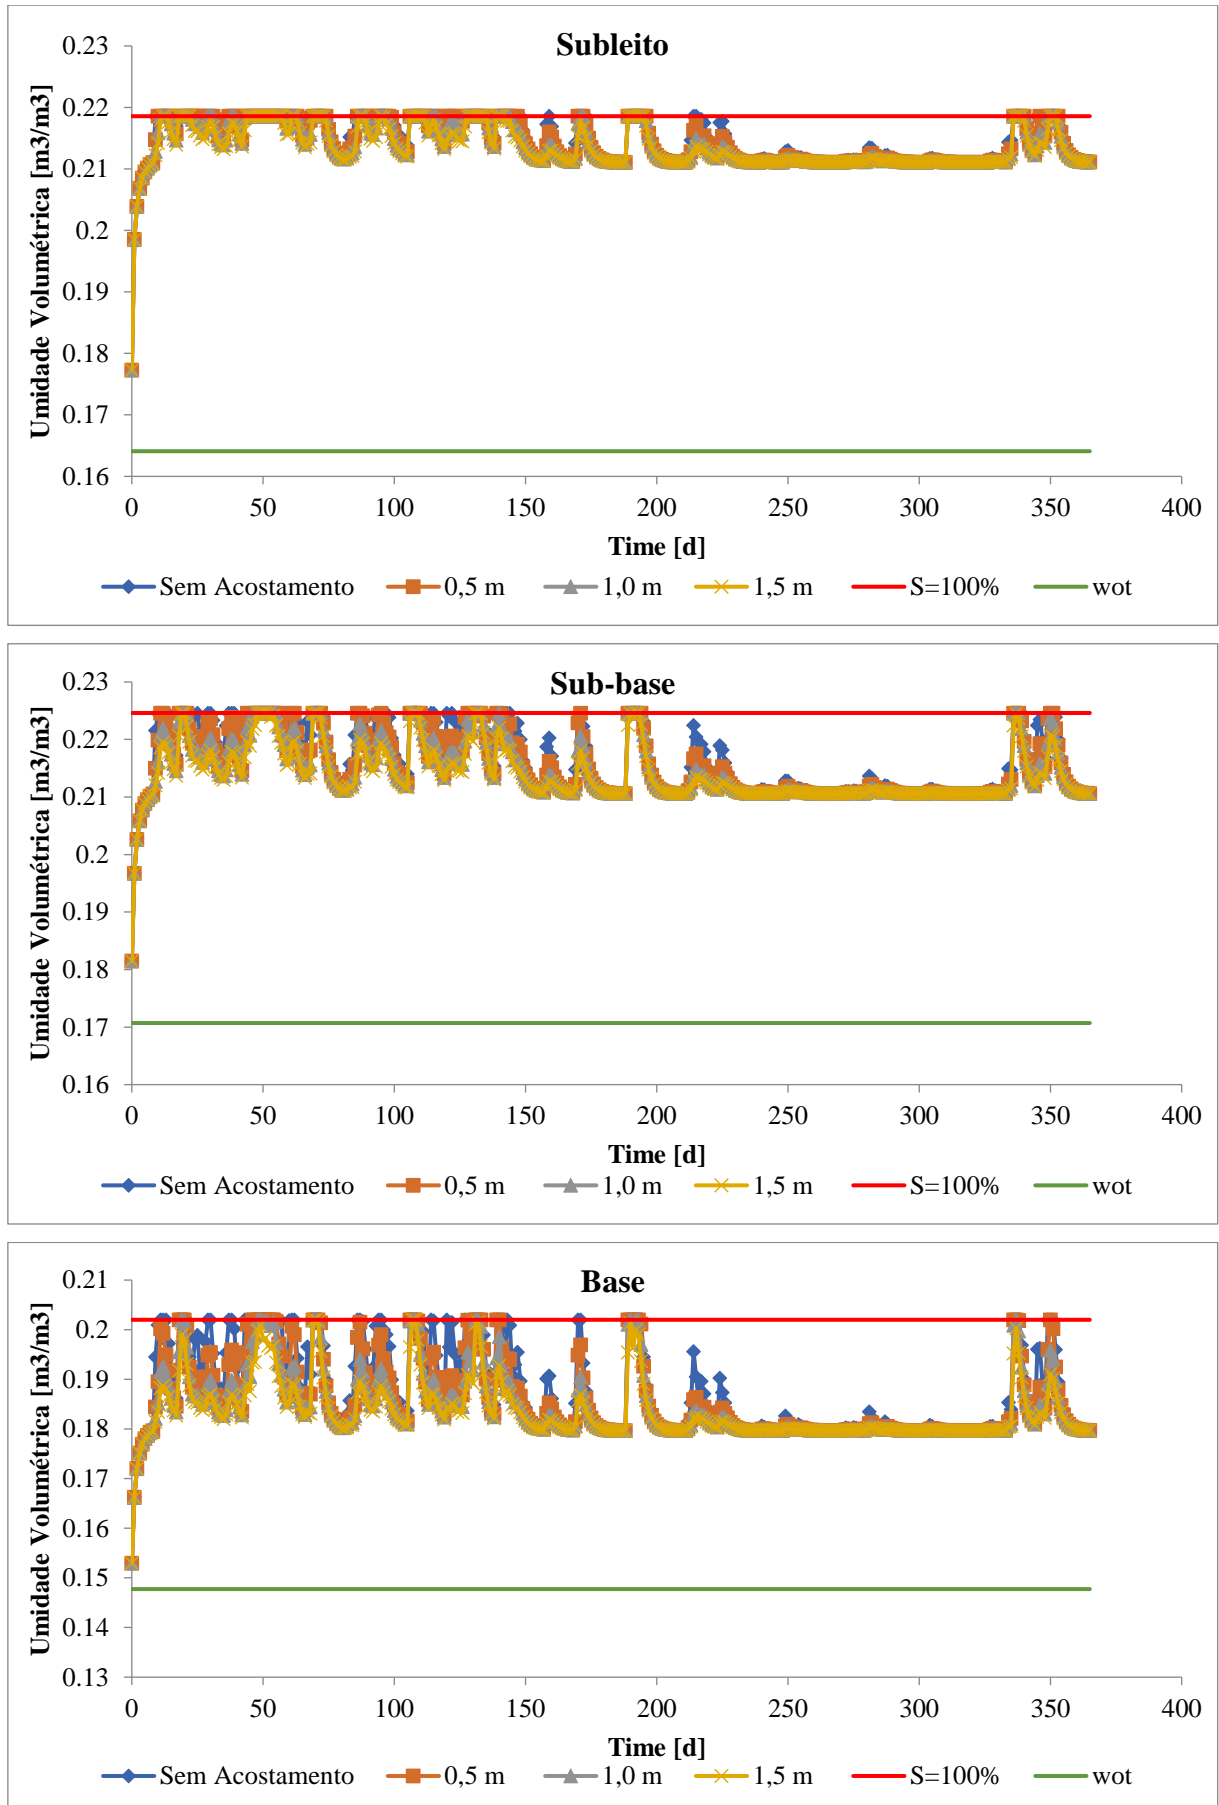 Subleito
Umidade Volumétrica [m3/m3]
0.23
0.22
0.21
0.2
0.19
0.18
0.17
0.16
0 50 100 150 200 250 300 350 400
Time [d]
Sem Acostamento 0,5 m 1,0 m 1,5 m S=100% wot
Sub-base
Umidade Volumétrica [m3/m3]
0.23
0.22
0.21
0.2
0.19
0.18
0.17
0.16
0 50 100 150 200 250 300 350 400
Time [d]
Sem Acostamento 0,5 m 1,0 m 1,5 m S=100% wot
Base
Umidade Volumétrica [m3/m3]
0.21
0.2
0.19
0.18
0.17
0.16
0.15
0.14
0.13
0 50 100 150 200 250 300 350 400
Time [d]
Sem Acostamento 0,5 m 1,0 m 1,5 m S=100% wot